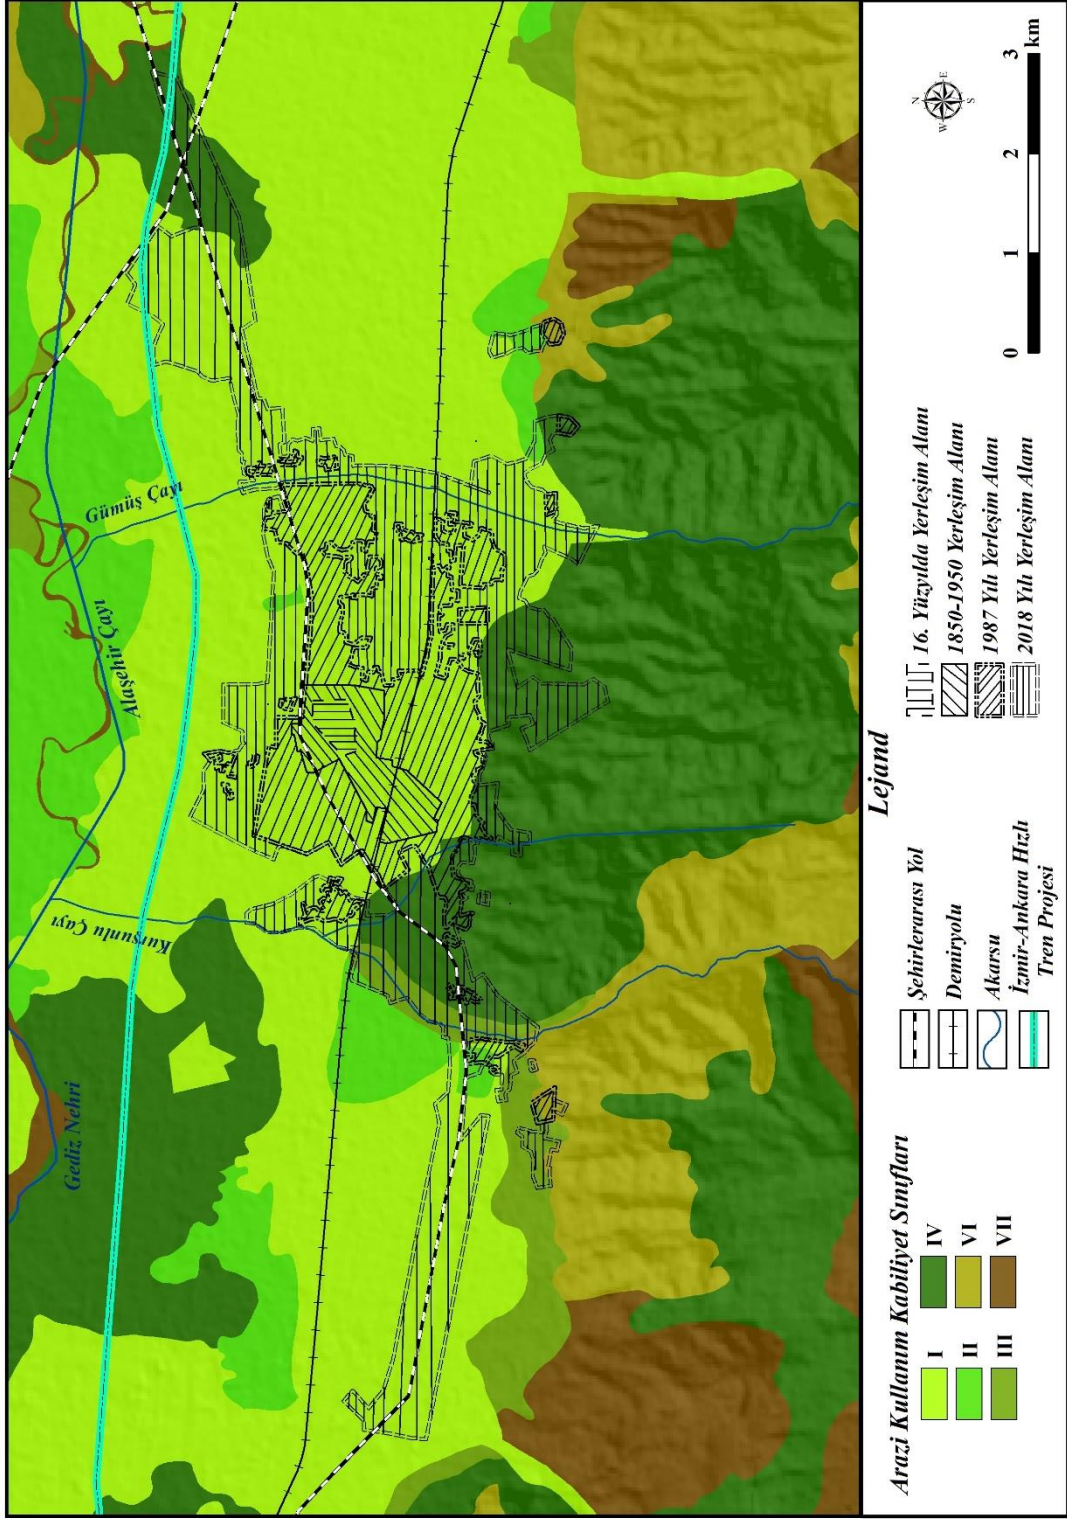 Gediz Nehri
Kurşunlu Çayı
Alaşehir Çayı
Gümüş Çayı
Lejand
Arazi Kullanım Kabiliyet Sınıfları
I
IV
II
VI
III
VII
Şehirlerarası Yol
Demiryolu
Akarsu
İzmir-Ankara Hızlı
Tren Projesi
16. Yüzyılda Yerleşim Alanı
1850-1950 Yerleşim Alanı
1987 Yılı Yerleşim Alanı
2018 Yılı Yerleşim Alanı
N
W E
S
0 1 2 3
km